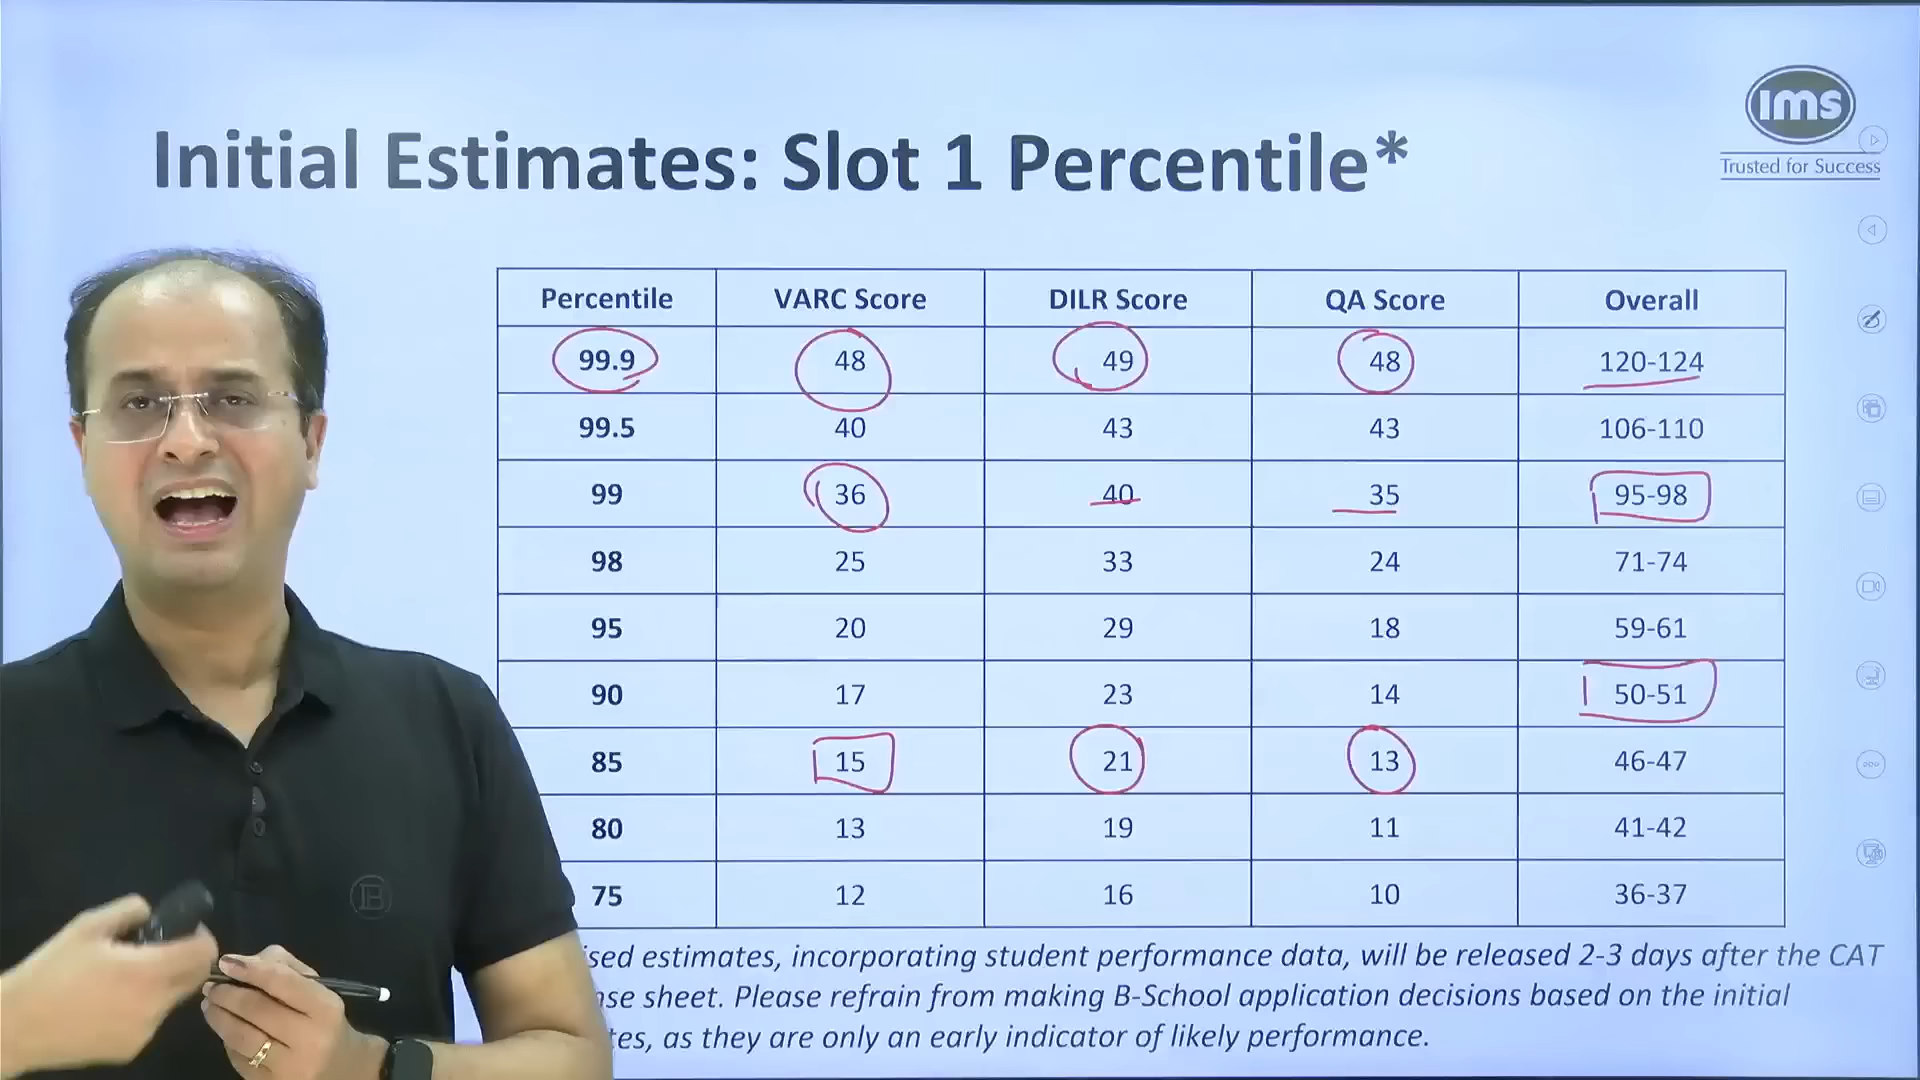 ims
Trusted for Success
Initial Estimates: Slot 1 Percentile*
Percentile VARC Score DILR Score QA Score Overall
99.9 48 49 48 120-124
99.5 40 43 43 106-110
99 36 40 35 95-98
98 25 33 24 71-74
95 20 29 18 59-61
90 17 23 14 50-51
85 15 21 13 46-47
80 13 19 11 41-42
75 12 16 10 36-37
estimates, incorporating student performance data, will be released 2-3 days after the CAT
sheet. Please refrain from making B-School application decisions based on the initial
as they are only an early indicator of likely performance.